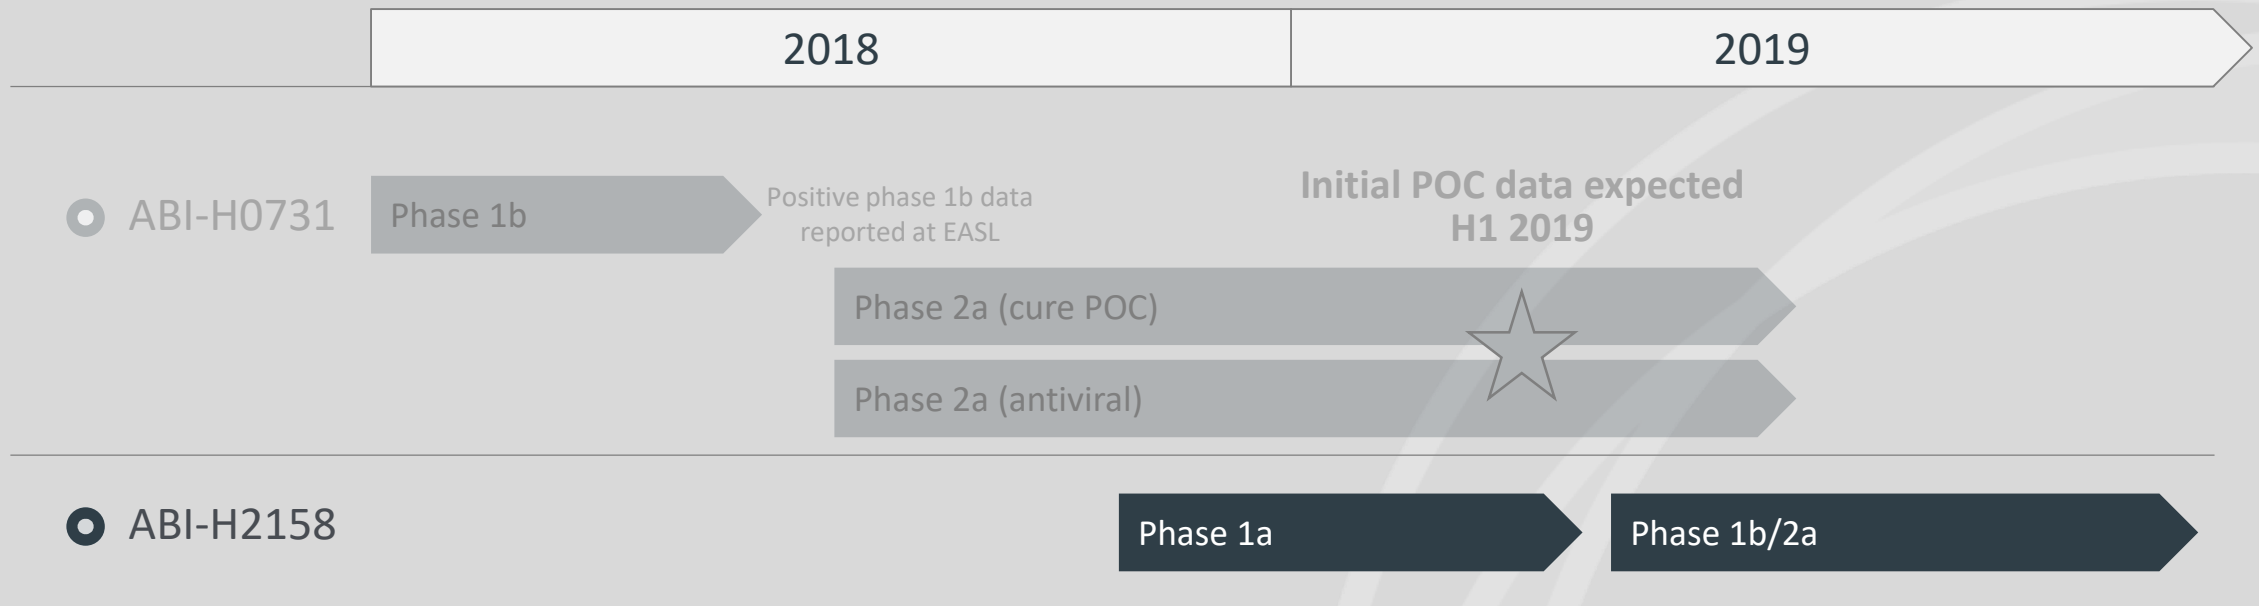 2018
2019
ABI-H0731
Phase 1b
Positive phase 1b data
reported at EASL
Initial POC data expected
H1 2019
Phase 2a (cure POC)
Phase 2a (antiviral)
ABI-H2158
Phase 1a
Phase 1b/2a